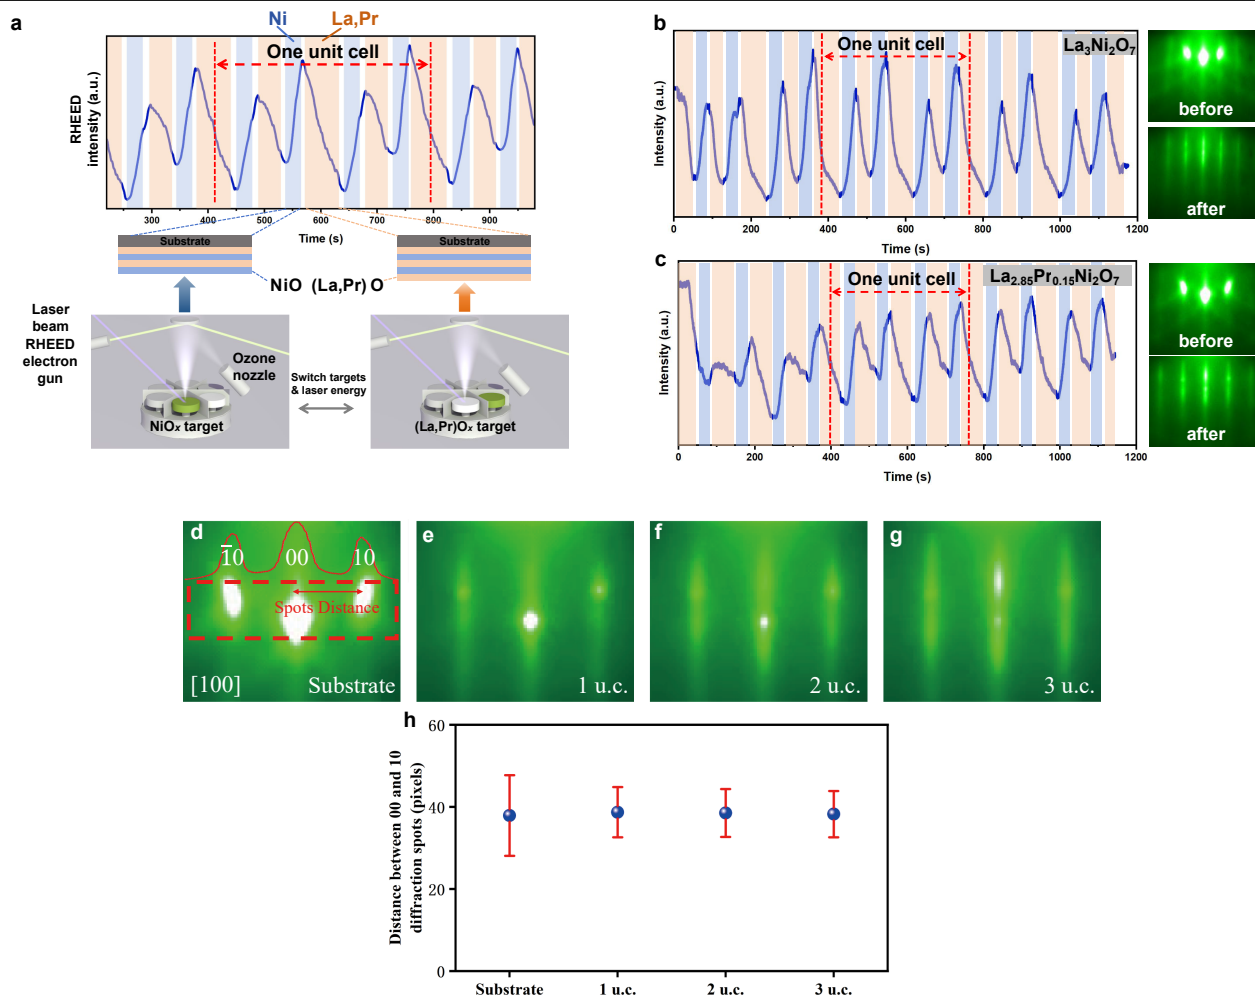 a
Ni
La,Pr
One unit cell
RHEED
intensity (a.u.)
300
400
500
600
700
800
900
Time (s)
Substrate
Substrate
NiO (La,Pr) O
Laser
beam
RHEED
electron
gun
Ozone
nozzle
Switch targets
& laser energy
NiOx target
(La,Pr)Ox target
b
One unit cell
La₃Ni₂O₇
Intensity (a.u.)
0
200
400
600
800
1000
1200
Time (s)
before
after
c
One unit cell
La₂.₈₅Pr₀.₁₅Ni₂O₇
Intensity (a.u.)
0
200
400
600
800
1000
1200
Time (s)
before
after
d
1̅0
00
10
Spots Distance
[100]
Substrate
e
1 u.c.
f
2 u.c.
g
3 u.c.
h
Distance between 00 and 10
diffraction spots (pixels)
60
40
20
0
Substrate
1 u.c.
2 u.c.
3 u.c.